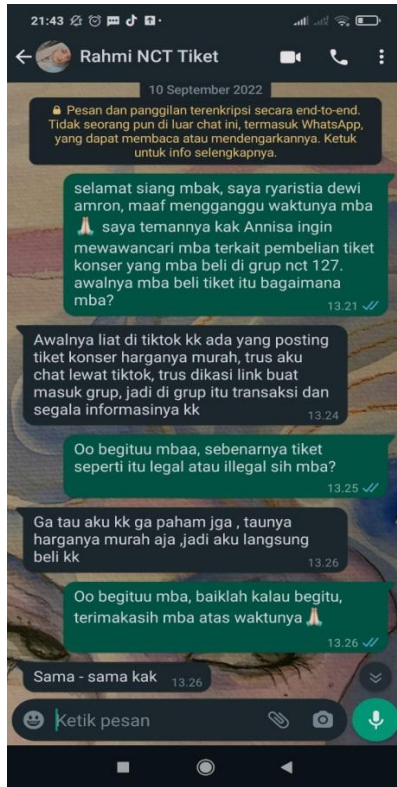 21:43
Rahmi NCT Tiket
10 September 2022
Pesan dan panggilan terenkripsi secara end-to-end.
Tidak seorang pun di luar chat ini, termasuk WhatsApp,
yang dapat membaca atau mendengarkannya. Ketuk
untuk info selengkapnya.
selamat siang mbak, saya ryaristia dewi
amron, maaf mengganggu waktunya mba
🙏🏻 saya temannya kak Annisa ingin
mewawancari mba terkait pembelian tiket
konser yang mba beli di grup nct 127.
awalnya mba beli tiket itu bagaimana
mba?
13.21
Awalnya liat di tiktok kk ada yang posting
tiket konser harganya murah, trus aku
chat lewat tiktok, trus dikasi link buat
masuk grup, jadi di grup itu transaksi dan
segala informasinya kk
13.24
Oo begituu mbaa, sebenarnya tiket
seperti itu legal atau illegal sih mba?
13.25
Ga tau aku kk ga paham jga , taunya
harganya murah aja ,jadi aku langsung
beli kk
13.26
Oo begituu mba, baiklah kalau begitu,
terimakasih mba atas waktunya 🙏🏻
13.26
Sama - sama kak
13.26
Ketik pesan